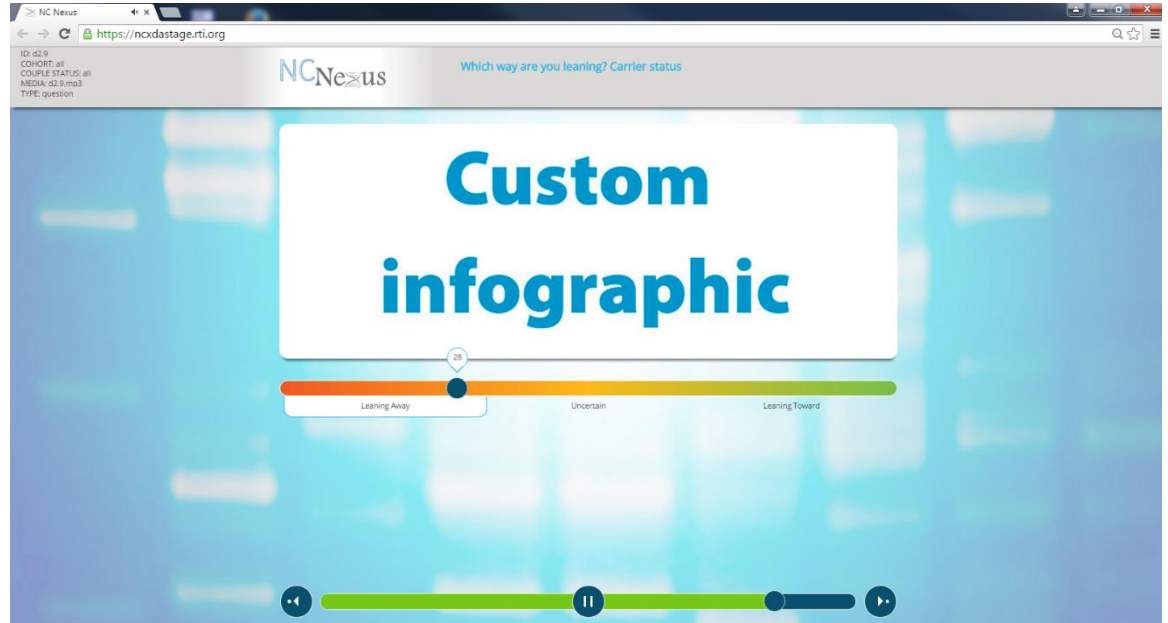 NC Nexus
https://ncxdastage.rti.org
ID: d2.9
COHORT: all
COUPLE STATUS: all
MEDIA: d2.9.mp3
TYPE: question
NCNexus
Which way are you leaning? Carrier status
Custom
infographic
28
Leaning Away Uncertain Leaning Toward